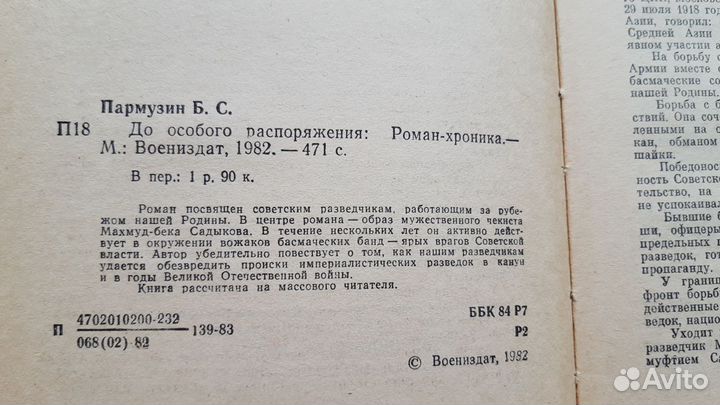 Пармузин Б. С.
П18 До особого распоряжения: Роман-хроника.—
М.: Воениздат, 1982. — 471 с.
В пер.: 1 р. 90 к.
Роман посвящен советским разведчикам, работающим за рубе-
жом нашей Родины. В центре романа — образ мужественного чекиста
Махмуд-бека Садыкова. В течение нескольких лет он активно дейст-
вует в окружении вожаков басмаческих банд — ярых врагов Советской
власти. Автор убедительно повествует о том, как нашим разведчикам
удается обезвредить происки империалистических разведок в канун
и в годы Великой Отечественной войны.
Книга рассчитана на массового читателя.
П 4702010200-232 139-83
068(02)-82
ББК 84 Р7
Р2
© Воениздат, 1982
29 июля 1918 год
Азии, говорил:
Средней Азии
явном участии а
На борьбу с
Армии вместе с
басмаческие со
нашей Родины.
Борьба с б
ствий. Она соче
ленными на с
кан, обманом
шайки.
Победонос
ность Советско
тельство, на
не успокаивал
Бывшие б
ши, офицеры
предельных п
разведок, гот
пропаганду.
У границ
фронт борьб
действенные
ведок, нацио
Уходит
разведчик М
муфтием Са
Avito